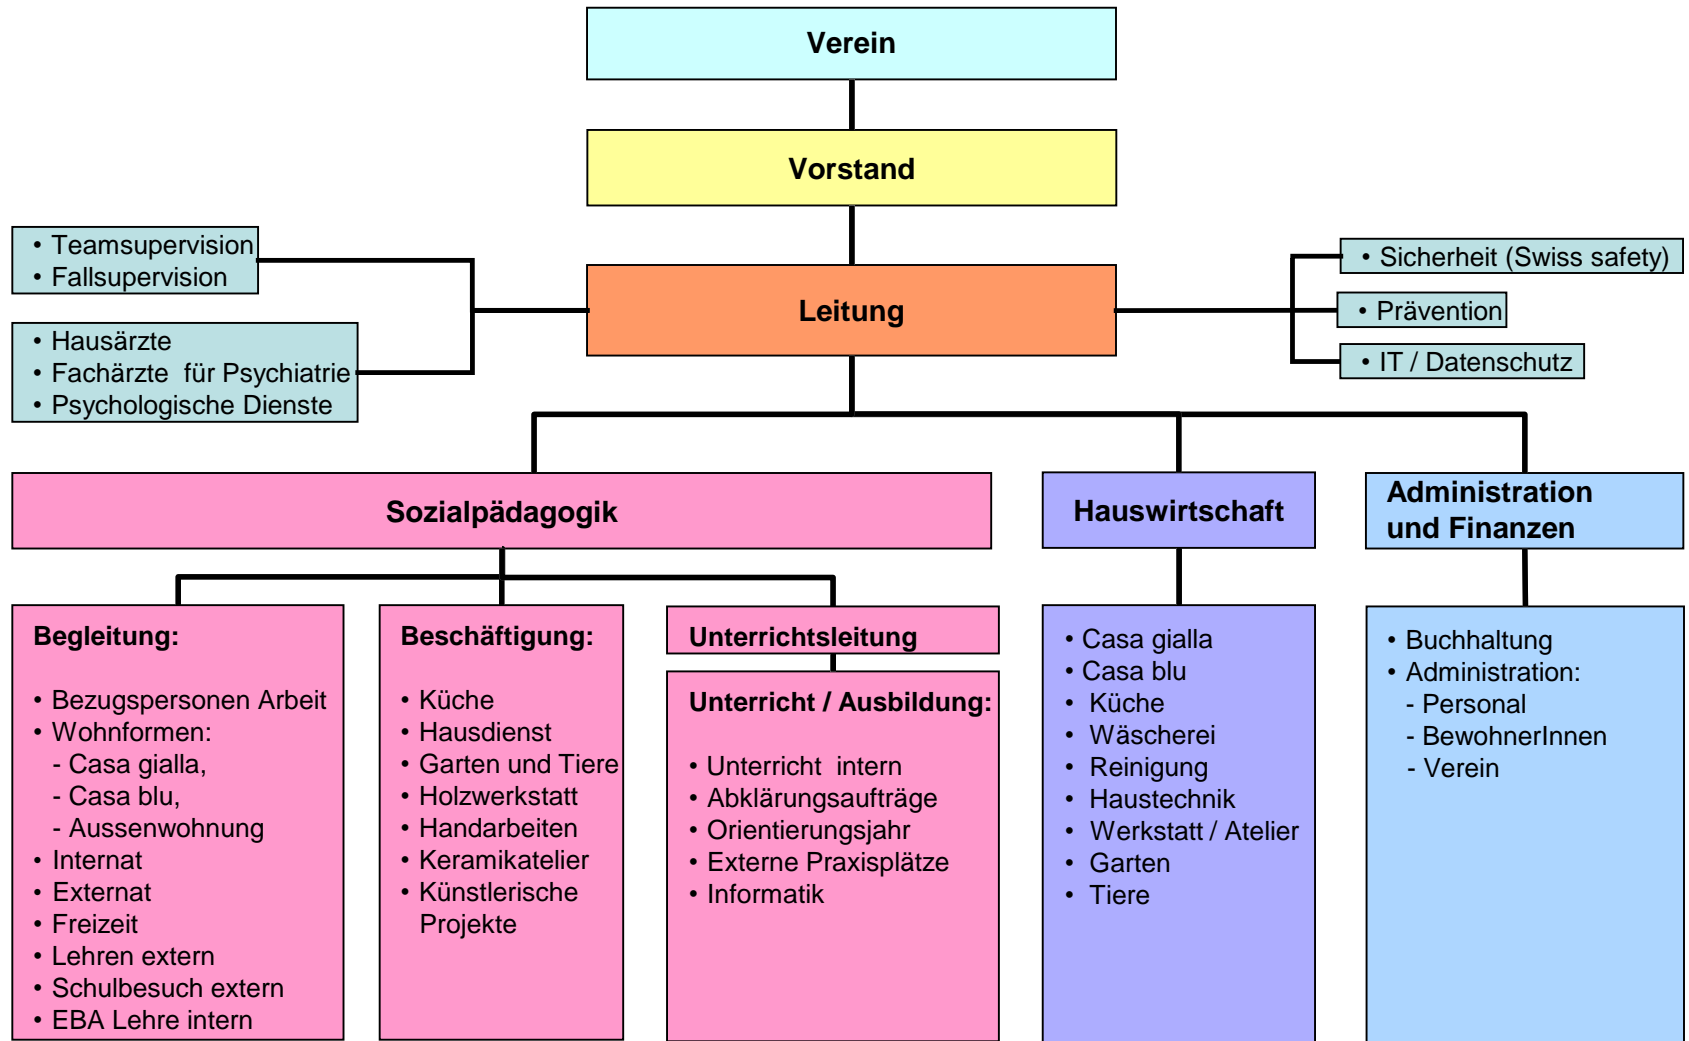 Verein
Vorstand
• Teamsupervision
• Fallsupervision
• Hausärzte
• Fachärzte für Psychiatrie
• Psychologische Dienste
Leitung
• Sicherheit (Swiss safety)
• Prävention
• IT / Datenschutz
Sozialpädagogik
Hauswirtschaft
Administration
und Finanzen
Begleitung:
• Bezugspersonen Arbeit
• Wohnformen:
- Casa gialla,
- Casa blu,
- Aussenwohnung
• Internat
• Externat
• Freizeit
• Lehren extern
• Schulbesuch extern
• EBA Lehre intern
Beschäftigung:
• Küche
• Hausdienst
• Garten und Tiere
• Holzwerkstatt
• Handarbeiten
• Keramikatelier
• Künstlerische
Projekte
Unterrichtsleitung
Unterricht / Ausbildung:
• Unterricht intern
• Abklärungsaufträge
• Orientierungsjahr
• Externe Praxisplätze
• Informatik
• Casa gialla
• Casa blu
• Küche
• Wäscherei
• Reinigung
• Haustechnik
• Werkstatt / Atelier
• Garten
• Tiere
• Buchhaltung
• Administration:
- Personal
- BewohnerInnen
- Verein